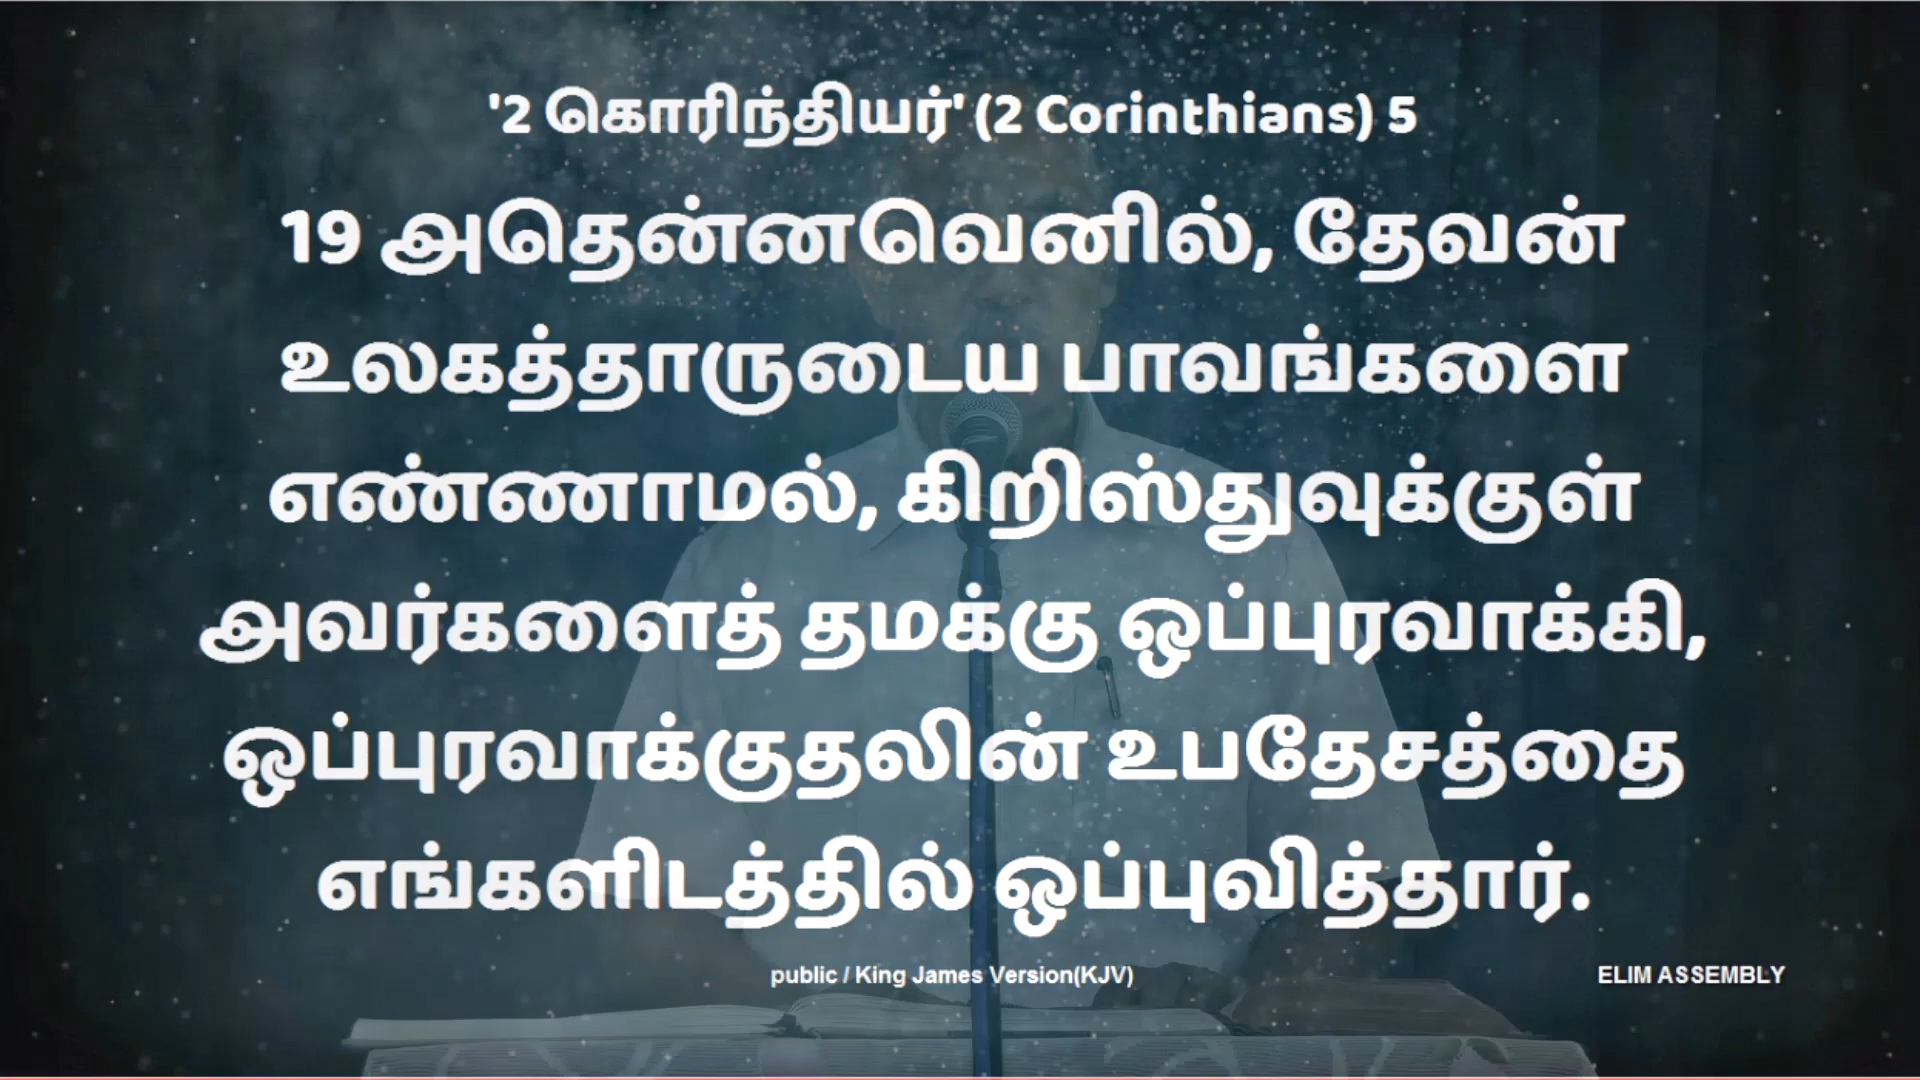 '2 கொரிந்தியர்' (2 Corinthians) 5
19 அதென்னவெனில், தேவன்
உலகத்தாருடைய பாவங்களை
எண்ணாமல், கிறிஸ்துவுக்குள்
அவர்களைத் தமக்கு ஒப்புரவாக்கி,
ஒப்புரவாக்குதலின் உபதேசத்தை
எங்களிடத்தில் ஒப்புவித்தார்.
public / King James Version(KJV)
ELIM ASSEMBLY